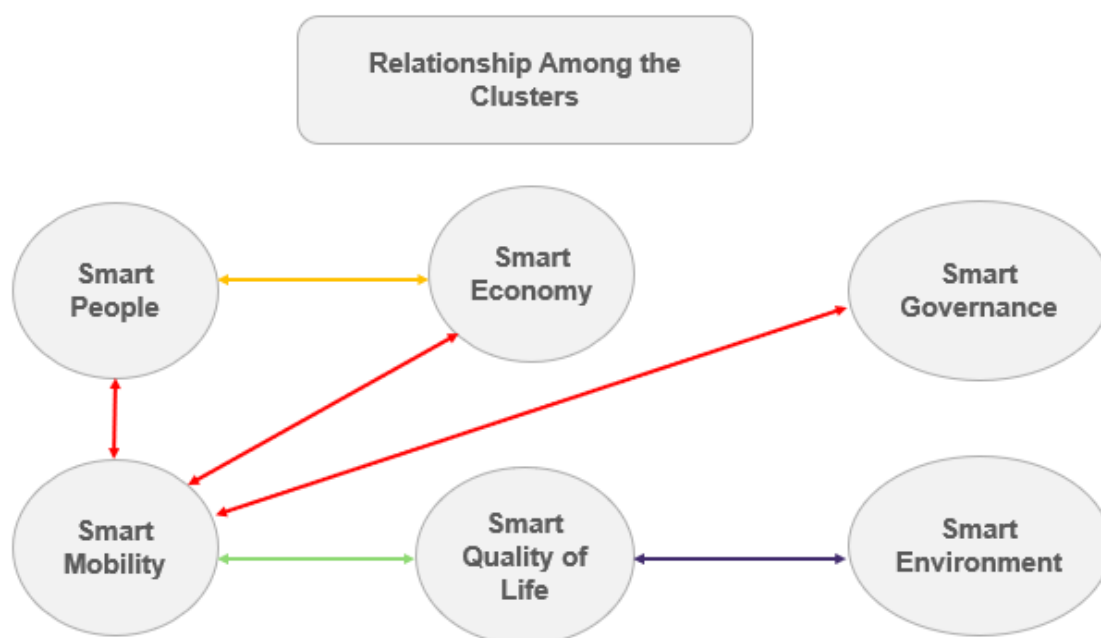 Relationship Among the
Clusters
Smart
People
Smart
Economy
Smart
Governance
Smart
Mobility
Smart
Quality of
Life
Smart
Environment